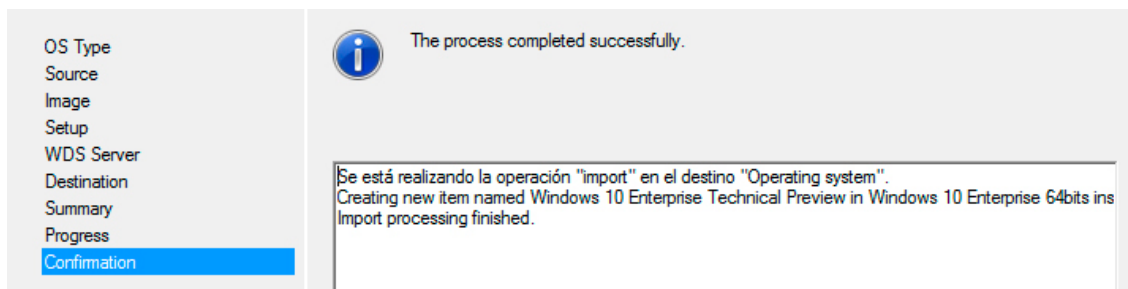 OS Type
Source
Image
Setup
WDS Server
Destination
Summary
Progress
Confirmation
The process completed successfully.
Se está realizando la operación "import" en el destino "Operating system".
Creating new item named Windows 10 Enterprise Technical Preview in Windows 10 Enterprise 64bits ins
Import processing finished.